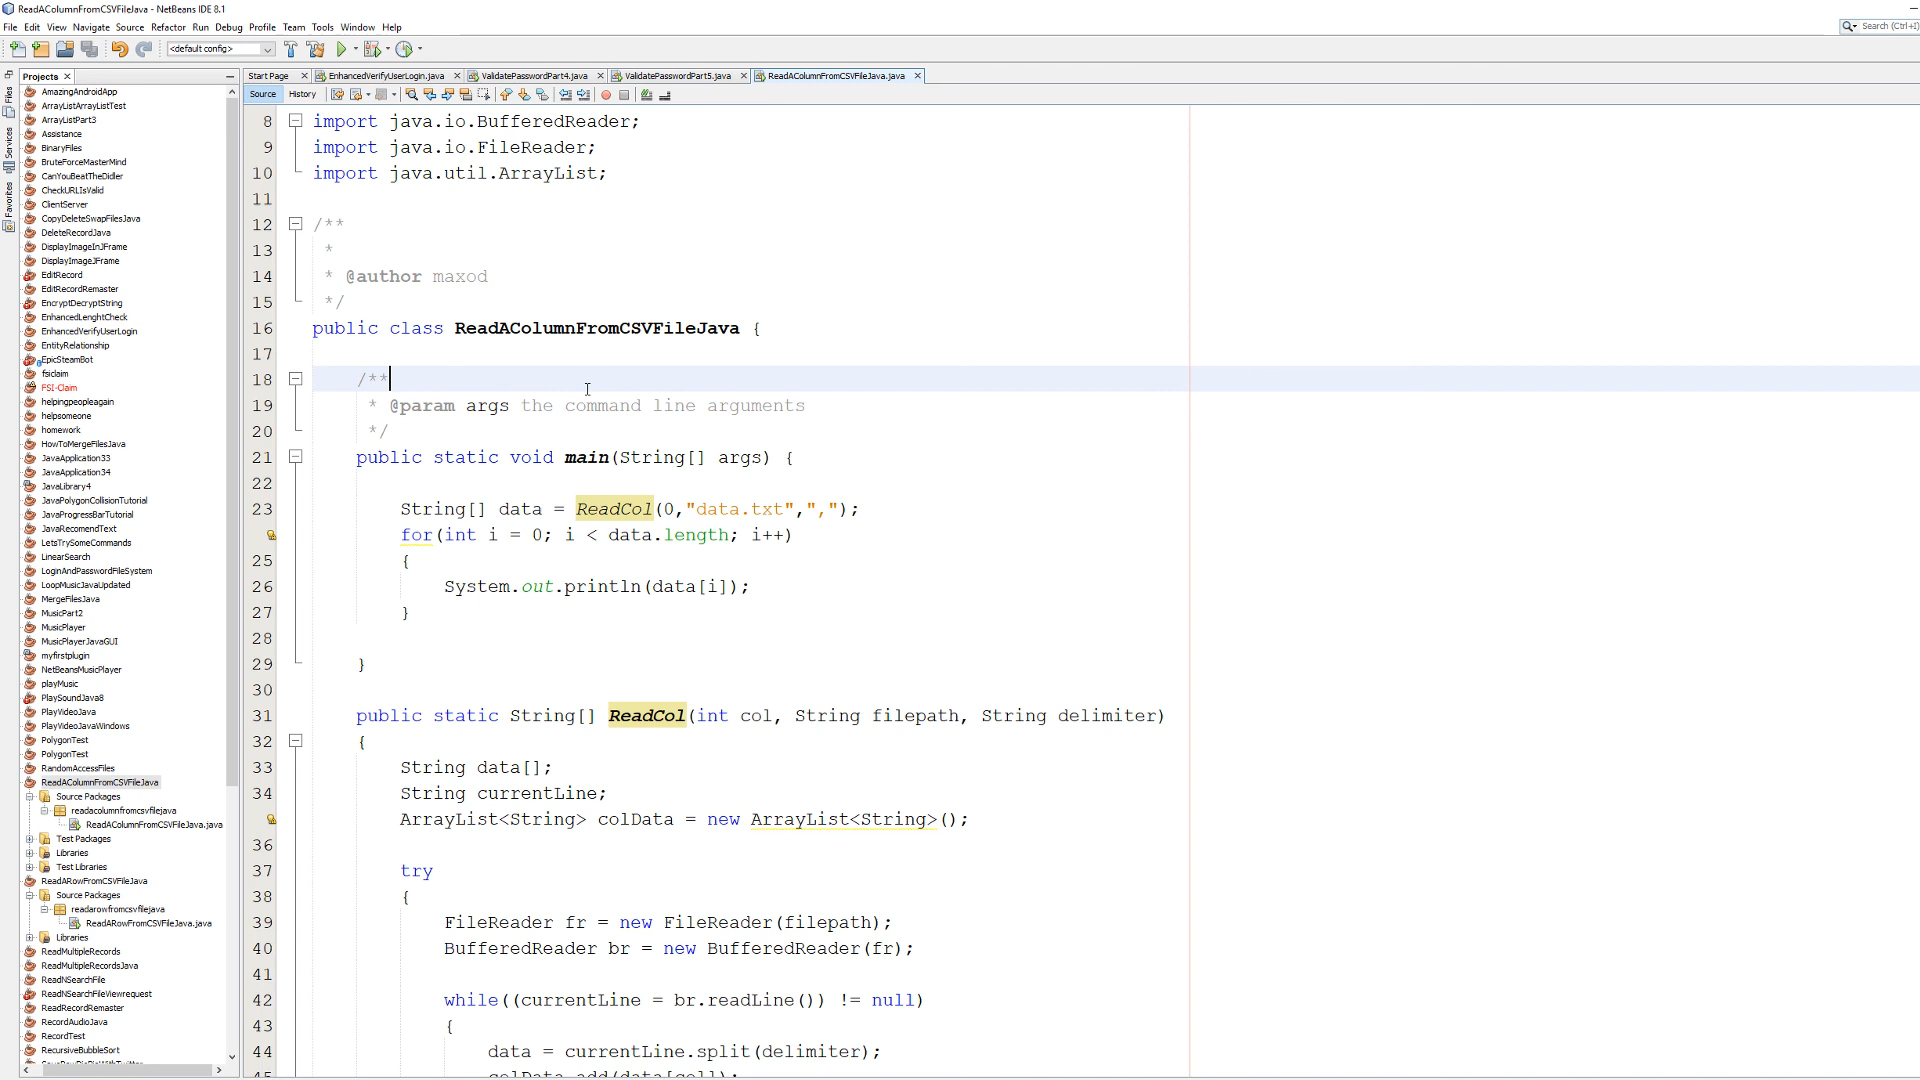 ReadAColumnFromCSVFileJava - NetBeans IDE 8.1
File Edit View Navigate Source Refactor Run Debug Profile Team Tools Window Help
Search (Ctrl+I)
<default config>
Files
Services
Favorites
Projects
AmazingAndroidApp
ArrayListArrayListTest
ArrayListPart3
Assistance
BinaryFiles
BruteForceMasterMind
CanYouBeatTheDidler
CheckURLIsValid
ClientServer
CopyDeleteSwapFilesJava
DeleteRecordJava
DisplayImageInJFrame
DisplayImageJFrame
EditRecord
EditRecordRemaster
EncryptDecryptString
EnhancedLenghtCheck
EnhancedVerifyUserLogin
EntityRelationship
EpicSteamBot
fsiclaim
FSI-Claim
helpingpeopleagain
helpsomeone
homework
HowToMergeFilesJava
JavaApplication33
JavaApplication34
JavaLibrary4
JavaPolygonCollisionTutorial
JavaProgressBarTutorial
JavaRecomendText
LetsTrySomeCommands
LinearSearch
LoginAndPasswordFileSystem
LoopMusicJavaUpdated
MergeFilesJava
MusicPart2
MusicPlayer
MusicPlayerJavaGUI
myfirstplugin
NetBeansMusicPlayer
playMusic
PlaySoundJava8
PlayVideoJava
PlayVideoJavaWindows
PolygonTest
PolygonTest
RandomAccessFiles
ReadAColumnFromCSVFileJava
Source Packages
readacolumnfromcsvfilejava
ReadAColumnFromCSVFileJava.java
Test Packages
Libraries
Test Libraries
ReadARowFromCSVFileJava
Source Packages
readarowfromcsvfilejava
ReadARowFromCSVFileJava.java
Libraries
ReadMultipleRecords
ReadMultipleRecordsJava
ReadNSearchFile
ReadNSearchFileViewrequest
ReadRecordRemaster
RecordAudioJava
RecordTest
RecursiveBubbleSort
Start Page EnhancedVerifyUserLogin.java ValidatePasswordPart4.java ValidatePasswordPart5.java ReadAColumnFromCSVFileJava.java
Source History
8 import java.io.BufferedReader;
9 import java.io.FileReader;
10 import java.util.ArrayList;
11
12 /**
13 *
14 * @author maxod
15 */
16 public class ReadAColumnFromCSVFileJava {
17
18 /**
19 * @param args the command line arguments
20 */
21 public static void main(String[] args) {
22
23 String[] data = ReadCol(0,"data.txt",",");
for(int i = 0; i < data.length; i++)
25 {
26 System.out.println(data[i]);
27 }
28
29 }
30
31 public static String[] ReadCol(int col, String filepath, String delimiter)
32 {
33 String data[];
34 String currentLine;
ArrayList<String> colData = new ArrayList<String>();
36
37 try
38 {
39 FileReader fr = new FileReader(filepath);
40 BufferedReader br = new BufferedReader(fr);
41
42 while((currentLine = br.readLine()) != null)
43 {
44 data = currentLine.split(delimiter);
45 colData.add(data[col]);